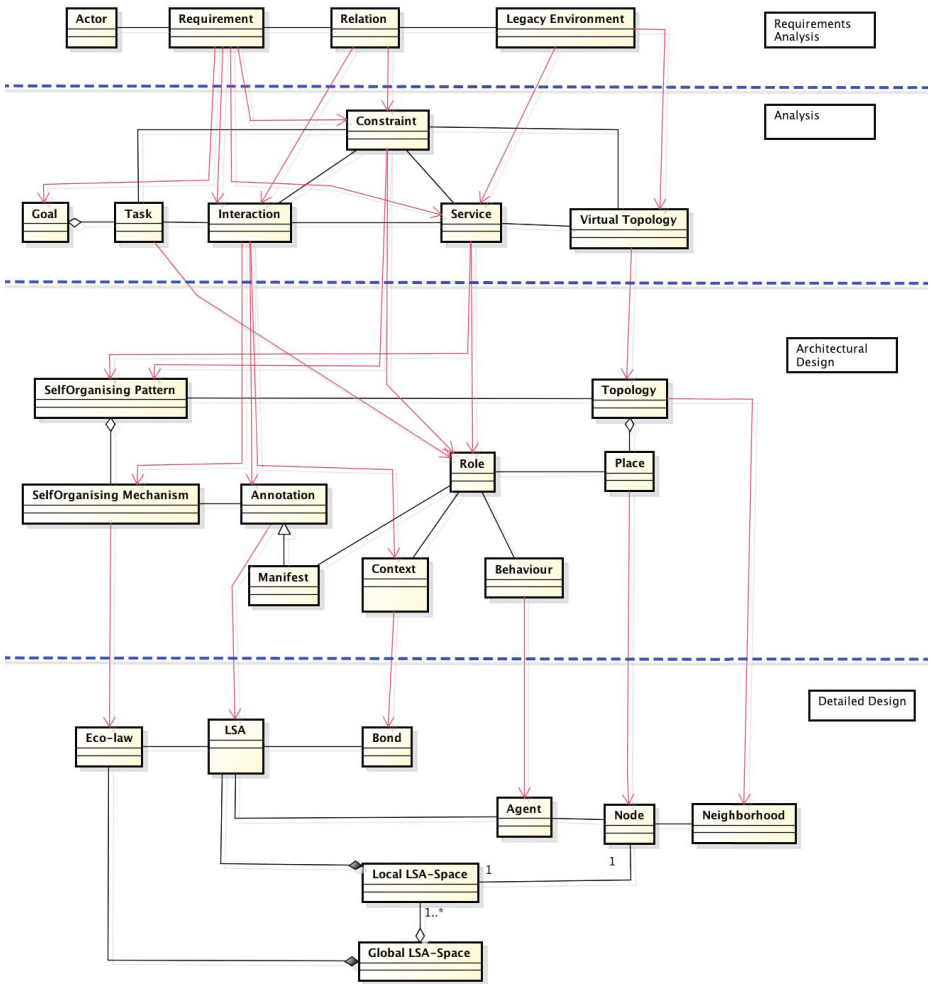 Actor
Requirement
Relation
Legacy Environment
Requirements
Analysis
Constraint
Analysis
Goal
Task
Interaction
Service
Virtual Topology
Architectural
Design
SelfOrganising Pattern
Topology
Role
Place
SelfOrganising Mechanism
Annotation
Manifest
Context
Behaviour
Detailed Design
Eco-law
LSA
Bond
Agent
Node
Neighborhood
1
Local LSA-Space
1
1..*
Global LSA-Space